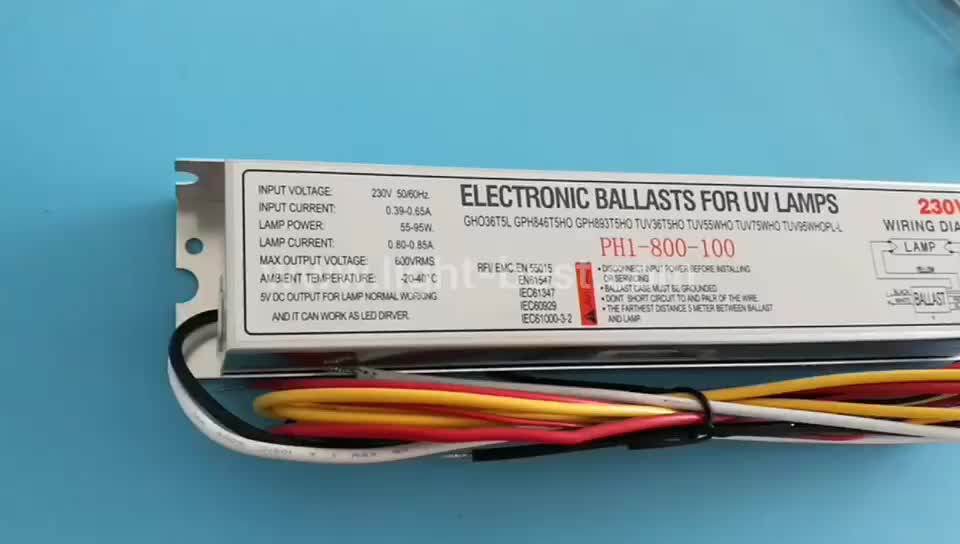 INPUT VOLTAGE: 230V 50/60Hz.
INPUT CURRENT: 0.39-0.65A
LAMP POWER: 55-95W.
LAMP CURRENT: 0.80-0.85A
MAX OUTPUT VOLTAGE: 600VRMS
AMBIENT TEMPERATURE:
5V DC OUTPUT FOR LAMP NORMAL WORKING
AND IT CAN WORK AS LED DIRVER.
ELECTRONIC BALLASTS FOR UV LAMPS
GHO36T5L GPH846T5HO GPH893T5HO TUV36T5HO TUV55WHO TUV75WHO TUV95WHOPL-L
PH1-800-100
RFI/ EMC.EN 55015
EN61547
IEC61347
IEC60929
IEC61000-3-2
• DISCONNECT INPUT POWER BEFORE INSTALLING
OR SERVICING
• BALLAST CASE MUST BE GROUNDED
• DONT SHORT CIRCUIT TO AND PAIR OF THE WIRE.
• THE FARTHEST DISTANCE 5 METER BETWEEN BALLAST
AND LAMP.
230V
WIRING DIA
LAMP
YELLOW
BLACK
WHITE
BALLAST